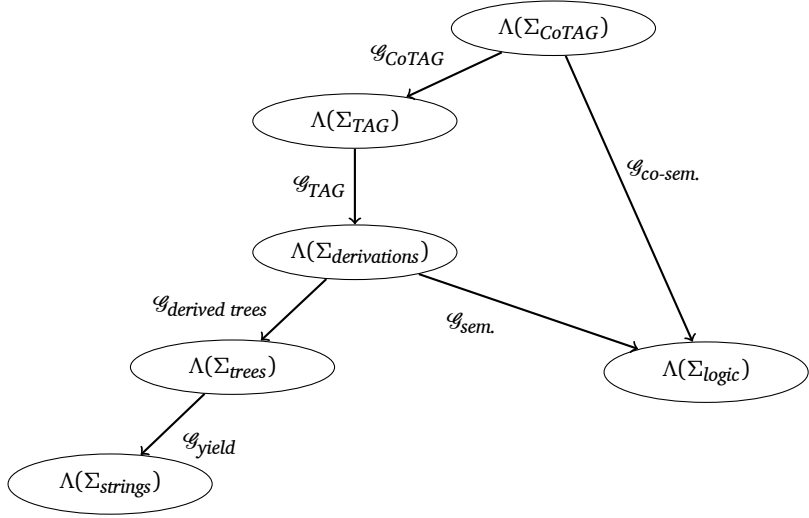 Λ(Σ_CoTAG)
𝒢_CoTAG
Λ(Σ_TAG)
𝒢_co-sem.
𝒢_TAG
Λ(Σ_derivations)
𝒢_derived trees
𝒢_sem.
Λ(Σ_trees)
Λ(Σ_logic)
𝒢_yield
Λ(Σ_strings)